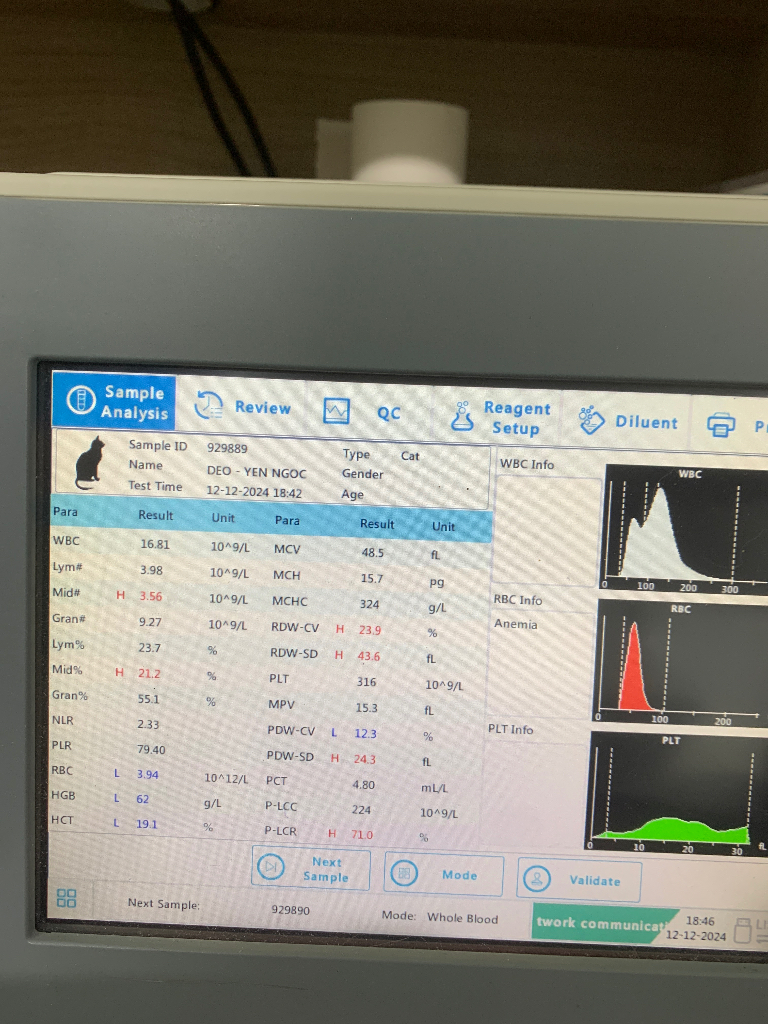 Sample Analysis
Review
QC
Reagent Setup
Diluent
Sample ID 929889
Name DEO - YEN NGOC
Test Time 12-12-2024 18:42
Type Cat
Gender
Age
Para Result Unit Para Result Unit
WBC 16.81 10^9/L MCV 48.5 fL
Lym# 3.98 10^9/L MCH 15.7 pg
Mid# H 3.56 10^9/L MCHC 324 g/L
Gran# 9.27 10^9/L RDW-CV H 23.9 %
Lym% 23.7 % RDW-SD H 43.6 fL
Mid% H 21.2 % PLT 316 10^9/L
Gran% 55.1 % MPV 15.3 fL
NLR 2.33 PDW-CV L 12.3 %
PLR 79.40 PDW-SD H 24.3 fL
RBC L 3.94 10^12/L PCT 4.80 mL/L
HGB L 62 g/L P-LCC 224 10^9/L
HCT L 19.1 % P-LCR H 71.0 %
WBC Info
WBC
100 200 300
RBC Info
Anemia
RBC
0 100 200
PLT Info
PLT
0 10 20 30 fL
Next Sample
Mode
Validate
Next Sample: 929890
Mode: Whole Blood
twork communicat
18:46
12-12-2024